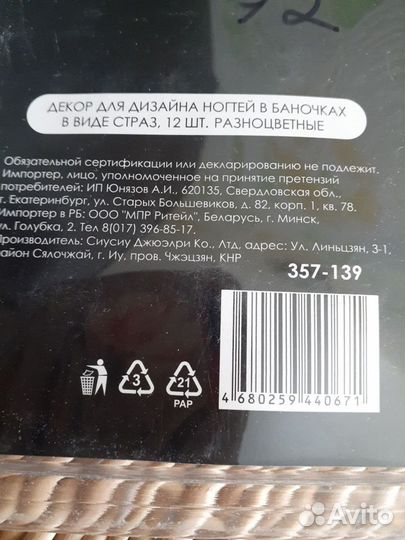 12
ДЕКОР ДЛЯ ДИЗАЙНА НОГТЕЙ В БАНОЧКАХ
В ВИДЕ СТРАЗ, 12 ШТ. РАЗНОЦВЕТНЫЕ
Обязательной сертификации или декларированию не подлежит.
Импортер, лицо, уполномоченное на принятие претензий
потребителей: ИП Юнязов А.И., 620135, Свердловская обл.,
г. Екатеринбург, ул. Старых Большевиков, д. 82, корп. 1, кв. 78.
Импортер в РБ: ООО "МПР Ритейл", Беларусь, г. Минск,
ул. Голубка, 2. Тел 8(017) 396-85-17.
Производитель: Сиусиу Джюэлри Ко., Лтд, адрес: Ул. Линьцзян, 3-1,
район Сялочжай, г. Иу, пров. Чжэцзян, КНР
357-139
3
21
PAP
4 680259 440671
Avito